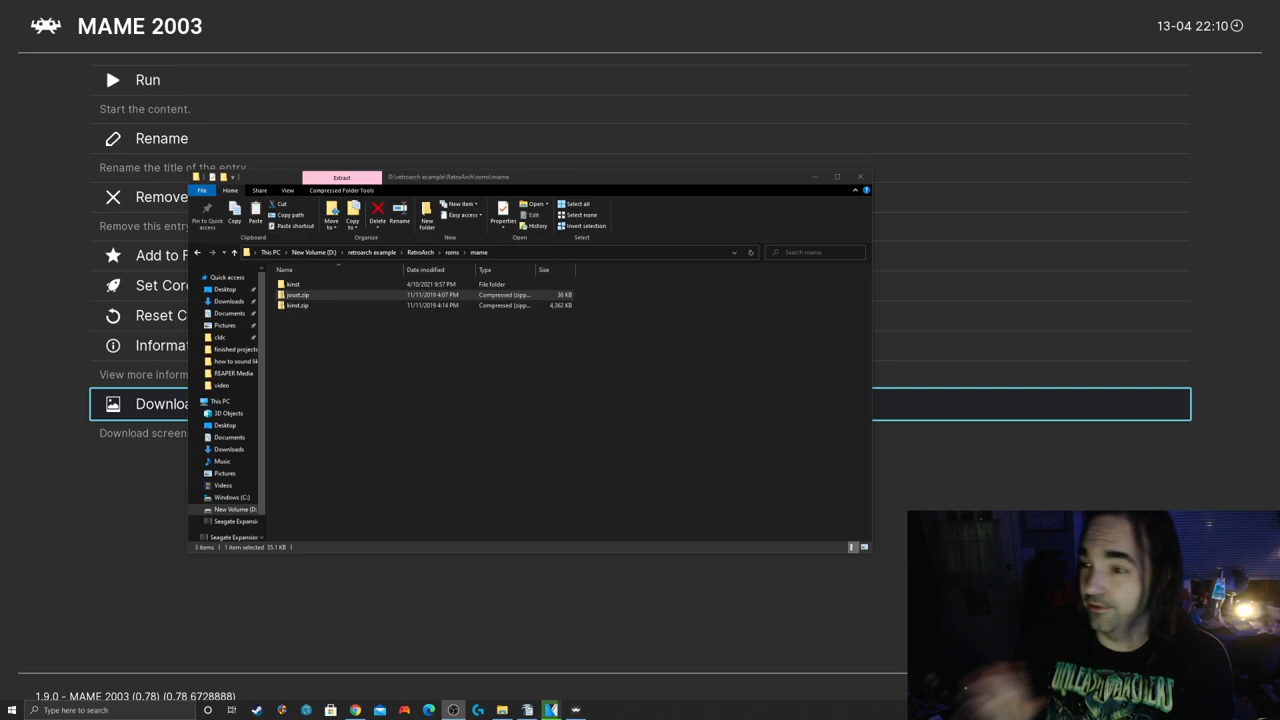 MAME 2003
13-04 22:10
Run
Start the content.
Rename
Rename the title of the entry.
Remove
Remove this entry
Add to F
Set Cor
Reset C
Informa
View more inform
Downlo
Download screen
Extract
D:\retroarch example\RetroArch\roms\mame
File
Home
Share
View
Compressed Folder Tools
Pin to Quick access
Copy
Paste
Cut
Copy path
Paste shortcut
Clipboard
Move to
Copy to
Delete
Rename
Organize
New folder
New item
Easy access
New
Properties
Open
Edit
History
Open
Select all
Select none
Invert selection
Select
This PC > New Volume (D:) > retroarch example > RetroArch > roms > mame
Search mame
Name Date modified Type Size
kinst 4/10/2021 9:57 PM File folder
joust.zip 11/11/2019 4:07 PM Compressed (zipp... 36 KB
kinst.zip 11/11/2019 4:14 PM Compressed (zipp... 4,362 KB
Quick access
Desktop
Downloads
Documents
Pictures
cldc
finished projects
how to sound lik
REAPER Media
video
This PC
3D Objects
Desktop
Documents
Downloads
Music
Pictures
Videos
Windows (C:)
New Volume (D:
Seagate Expansi
Seagate Expansi
3 items 1 item selected 35.1 KB
1.9.0 - MAME 2003 (0.78) (0.78 6728888)
Type here to search